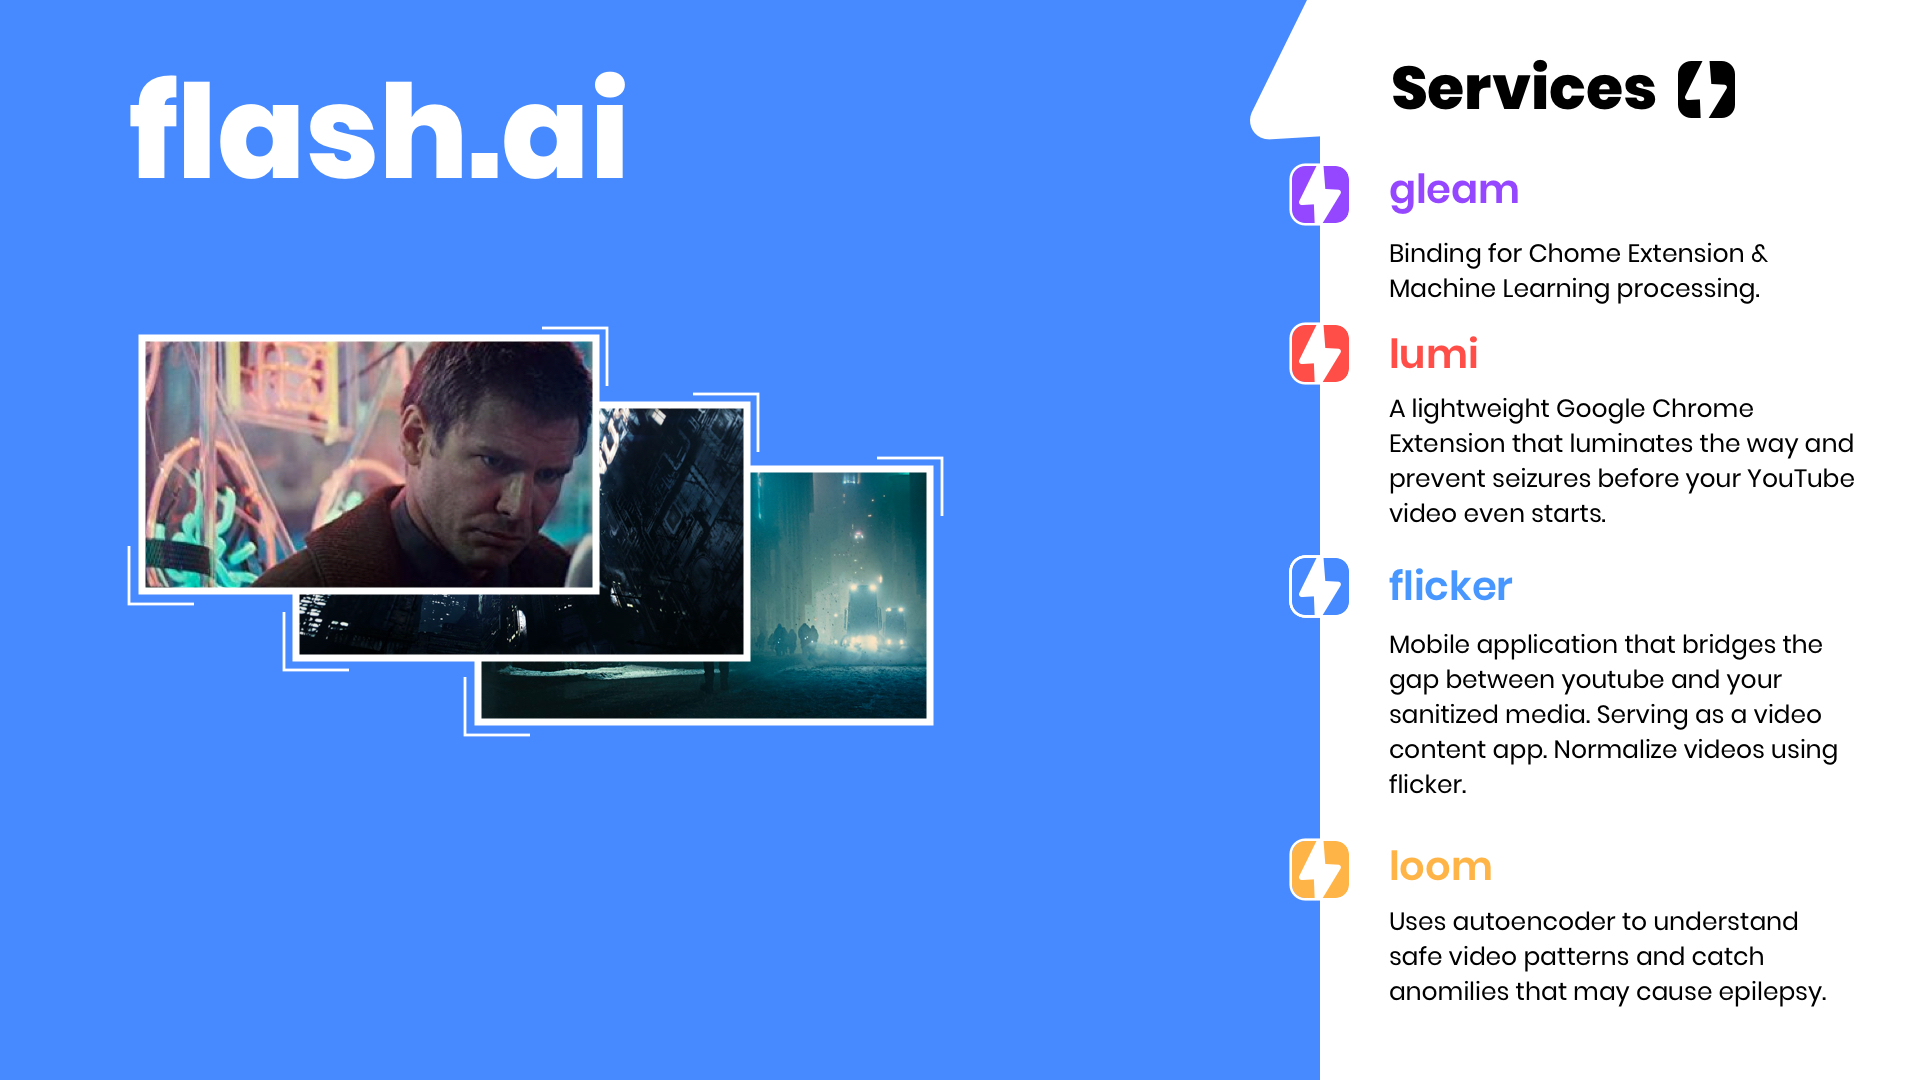 flash.ai
Services
gleam
Binding for Chome Extension &
Machine Learning processing.
lumi
A lightweight Google Chrome
Extension that luminates the way and
prevent seizures before your YouTube
video even starts.
flicker
Mobile application that bridges the
gap between youtube and your
sanitized media. Serving as a video
content app. Normalize videos using
flicker.
loom
Uses autoencoder to understand
safe video patterns and catch
anomilies that may cause epilepsy.